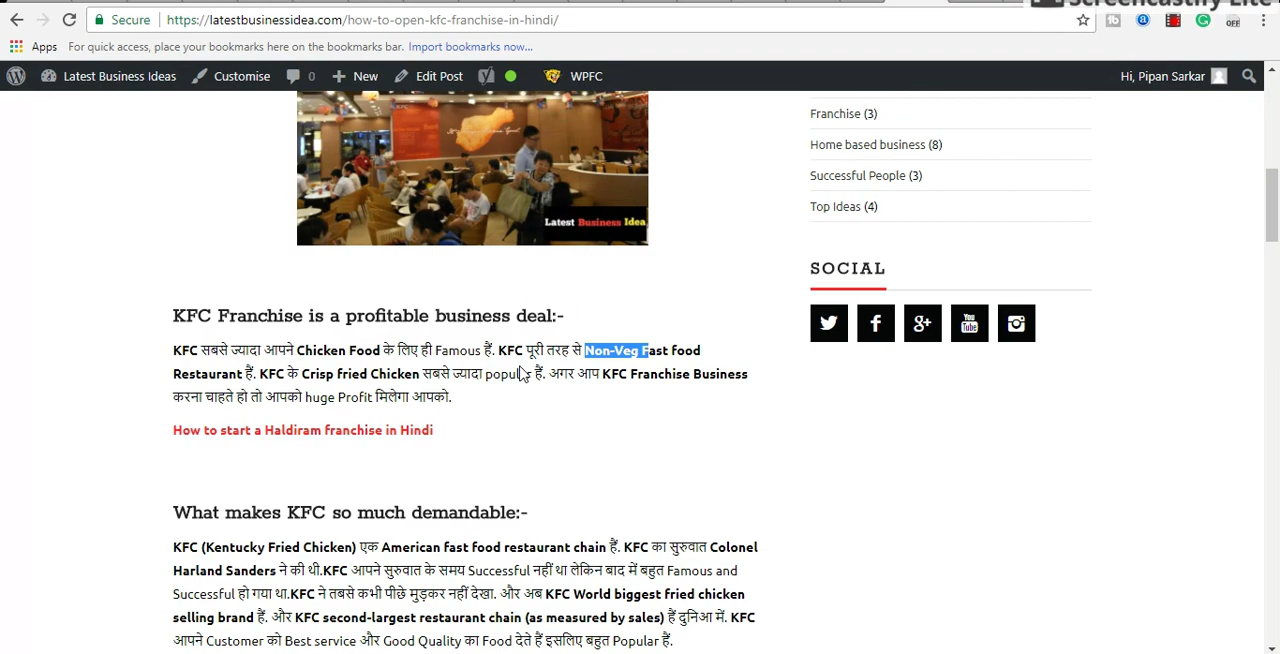 Screencastify Lite
Secure https://latestbusinessidea.com/how-to-open-kfc-franchise-in-hindi/
Apps For quick access, place your bookmarks here on the bookmarks bar. Import bookmarks now...
Latest Business Ideas Customise 0 New Edit Post WPFC Hi, Pipan Sarkar
Latest Business Idea
Franchise (3)
Home based business (8)
Successful People (3)
Top Ideas (4)
SOCIAL
You Tube
KFC Franchise is a profitable business deal:-
KFC सबसे ज्यादा आपने Chicken Food के लिए ही Famous हैं. KFC पूरी तरह से Non-Veg Fast food
Restaurant हैं. KFC के Crisp fried Chicken सबसे ज्यादा popular हैं. अगर आप KFC Franchise Business
करना चाहते हो तो आपको huge Profit मिलेगा आपको.
How to start a Haldiram franchise in Hindi
What makes KFC so much demandable:-
KFC (Kentucky Fried Chicken) एक American fast food restaurant chain हैं. KFC का सुरुवात Colonel
Harland Sanders ने की थी.KFC आपने सुरुवात के समय Successful नहीं था लेकिन बाद में बहुत Famous and
Successful हो गया था.KFC ने तबसे कभी पीछे मुड़कर नहीं देखा. और अब KFC World biggest fried chicken
selling brand हैं. और KFC second-largest restaurant chain (as measured by sales) हैं दुनिआ में. KFC
आपने Customer को Best service और Good Quality का Food देते हैं इसलिए बहुत Popular हैं.